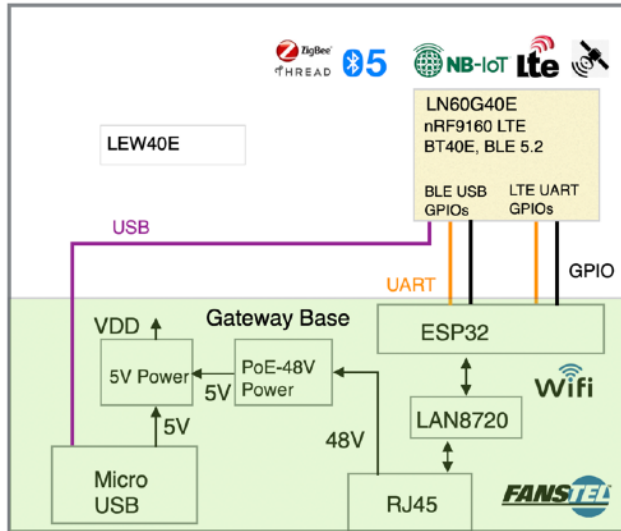 ZigBee
THREAD
5
NB-IoT
Lte
LN60G40E
nRF9160 LTE
BT40E, BLE 5.2
LEW40E
BLE USB
GPIOs
LTE UART
GPIOs
USB
UART
GPIO
Gateway Base
ESP32
VDD
5V Power
5V
PoE-48V
Power
Wifi
LAN8720
5V
48V
Micro
USB
RJ45
FANSTEL